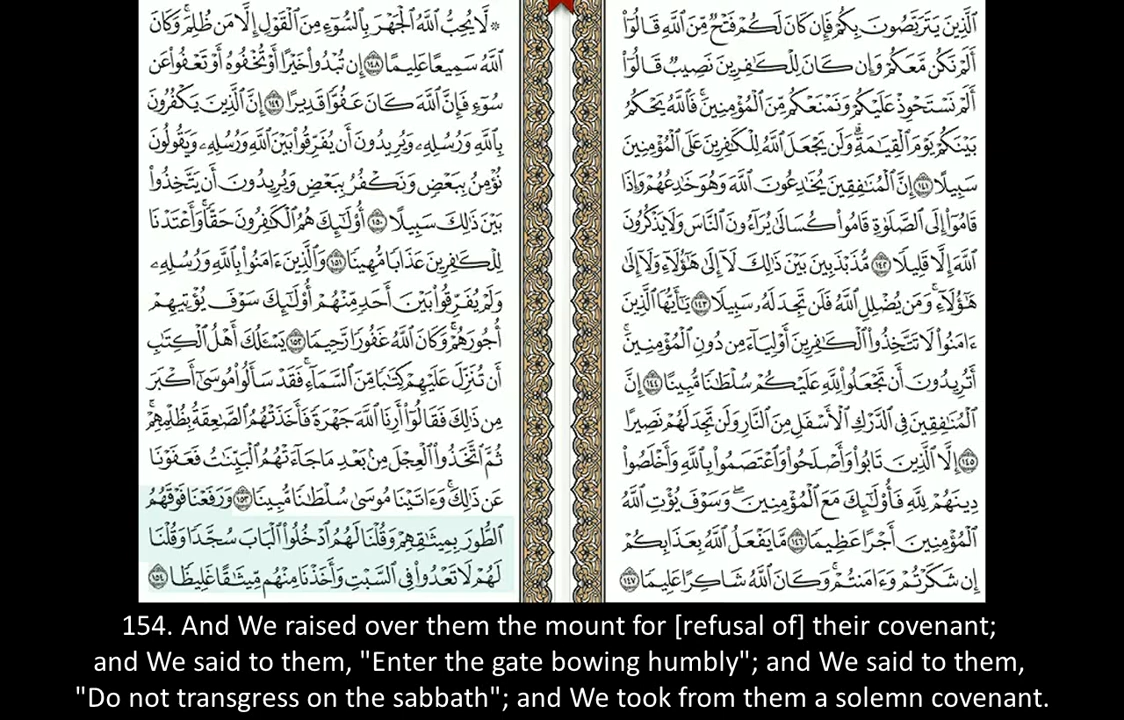 ٱلَّذِينَ يَتَرَبَّصُونَ بِكُمْ فَإِن كَانَ لَكُمْ فَتْحٌ مِّنَ ٱللَّهِ قَالُوٓا۟
أَلَمْ نَكُن مَّعَكُمْ وَإِن كَانَ لِلْكَـٰفِرِينَ نَصِيبٌ قَالُوٓا۟
أَلَمْ نَسْتَحْوِذْ عَلَيْكُمْ وَنَمْنَعْكُم مِّنَ ٱلْمُؤْمِنِينَ ۚ فَٱللَّهُ يَحْكُمُ
بَيْنَكُمْ يَوْمَ ٱلْقِيَـٰمَةِ ۗ وَلَن يَجْعَلَ ٱللَّهُ لِلْكَـٰفِرِينَ عَلَى ٱلْمُؤْمِنِينَ
سَبِيلًا ١٤١ إِنَّ ٱلْمُنَـٰفِقِينَ يُخَـٰدِعُونَ ٱللَّهَ وَهُوَ خَـٰدِعُهُمْ وَإِذَا
قَامُوٓا۟ إِلَى ٱلصَّلَوٰةِ قَامُوا۟ كُسَالَىٰ يُرَآءُونَ ٱلنَّاسَ وَلَا يَذْكُرُونَ
ٱللَّهَ إِلَّا قَلِيلًا ١٤٢ مُّذَبْذَبِينَ بَيْنَ ذَٰلِكَ لَآ إِلَىٰ هَـٰٓؤُلَآءِ وَلَآ إِلَىٰ
هَـٰٓؤُلَآءِ ۚ وَمَن يُضْلِلِ ٱللَّهُ فَلَن تَجِدَ لَهُۥ سَبِيلًا ١٤٣ يَـٰٓأَيُّهَا ٱلَّذِينَ
ءَامَنُوا۟ لَا تَتَّخِذُوا۟ ٱلْكَـٰفِرِينَ أَوْلِيَآءَ مِن دُونِ ٱلْمُؤْمِنِينَ ۚ
أَتُرِيدُونَ أَن تَجْعَلُوا۟ لِلَّهِ عَلَيْكُمْ سُلْطَـٰنًا مُّبِينًا ١٤٤ إِنَّ
ٱلْمُنَـٰفِقِينَ فِى ٱلدَّرْكِ ٱلْأَسْفَلِ مِنَ ٱلنَّارِ وَلَن تَجِدَ لَهُمْ نَصِيرًا
١٤٥ إِلَّا ٱلَّذِينَ تَابُوا۟ وَأَصْلَحُوا۟ وَٱعْتَصَمُوا۟ بِٱللَّهِ وَأَخْلَصُوا۟
دِينَهُمْ لِلَّهِ فَأُو۟لَـٰٓئِكَ مَعَ ٱلْمُؤْمِنِينَ ۖ وَسَوْفَ يُؤْتِ ٱللَّهُ
ٱلْمُؤْمِنِينَ أَجْرًا عَظِيمًا ١٤٦ مَّا يَفْعَلُ ٱللَّهُ بِعَذَابِكُمْ
إِن شَكَرْتُمْ وَءَامَنتُمْ ۚ وَكَانَ ٱللَّهُ شَاكِرًا عَلِيمًا ١٤٧
۞ لَّا يُحِبُّ ٱللَّهُ ٱلْجَهْرَ بِٱلسُّوٓءِ مِنَ ٱلْقَوْلِ إِلَّا مَن ظُلِمَ ۚ وَكَانَ
ٱللَّهُ سَمِيعًا عَلِيمًا ١٤٨ إِن تُبْدُوا۟ خَيْرًا أَوْ تُخْفُوهُ أَوْ تَعْفُوا۟ عَن
سُوٓءٍ فَإِنَّ ٱللَّهَ كَانَ عَفُوًّا قَدِيرًا ١٤٩ إِنَّ ٱلَّذِينَ يَكْفُرُونَ
بِٱللَّهِ وَرُسُلِهِۦ وَيُرِيدُونَ أَن يُفَرِّقُوا۟ بَيْنَ ٱللَّهِ وَرُسُلِهِۦ وَيَقُولُونَ
نُؤْمِنُ بِبَعْضٍ وَنَكْفُرُ بِبَعْضٍ وَيُرِيدُونَ أَن يَتَّخِذُوا۟
بَيْنَ ذَٰلِكَ سَبِيلًا ١٥٠ أُو۟لَـٰٓئِكَ هُمُ ٱلْكَـٰفِرُونَ حَقًّا ۚ وَأَعْتَدْنَا
لِلْكَـٰفِرِينَ عَذَابًا مُّهِينًا ١٥١ وَٱلَّذِينَ ءَامَنُوا۟ بِٱللَّهِ وَرُسُلِهِۦ
وَلَمْ يُفَرِّقُوا۟ بَيْنَ أَحَدٍ مِّنْهُمْ أُو۟لَـٰٓئِكَ سَوْفَ يُؤْتِيهِمْ
أُجُورَهُمْ ۗ وَكَانَ ٱللَّهُ غَفُورًا رَّحِيمًا ١٥٢ يَسْـَٔلُكَ أَهْلُ ٱلْكِتَـٰبِ
أَن تُنَزِّلَ عَلَيْهِمْ كِتَـٰبًا مِّنَ ٱلسَّمَآءِ ۚ فَقَدْ سَأَلُوا۟ مُوسَىٰٓ أَكْبَرَ
مِن ذَٰلِكَ فَقَالُوٓا۟ أَرِنَا ٱللَّهَ جَهْرَةً فَأَخَذَتْهُمُ ٱلصَّـٰعِقَةُ بِظُلْمِهِمْ ۚ
ثُمَّ ٱتَّخَذُوا۟ ٱلْعِجْلَ مِنۢ بَعْدِ مَا جَآءَتْهُمُ ٱلْبَيِّنَـٰتُ فَعَفَوْنَا
عَن ذَٰلِكَ ۚ وَءَاتَيْنَا مُوسَىٰ سُلْطَـٰنًا مُّبِينًا ١٥٣ وَرَفَعْنَا فَوْقَهُمُ
ٱلطُّورَ بِمِيثَـٰقِهِمْ وَقُلْنَا لَهُمُ ٱدْخُلُوا۟ ٱلْبَابَ سُجَّدًا وَقُلْنَا
لَهُمْ لَا تَعْدُوا۟ فِى ٱلسَّبْتِ وَأَخَذْنَا مِنْهُم مِّيثَـٰقًا غَلِيظًا ١٥٤
154. And We raised over them the mount for [refusal of] their covenant;
and We said to them, "Enter the gate bowing humbly"; and We said to them,
"Do not transgress on the sabbath"; and We took from them a solemn covenant.